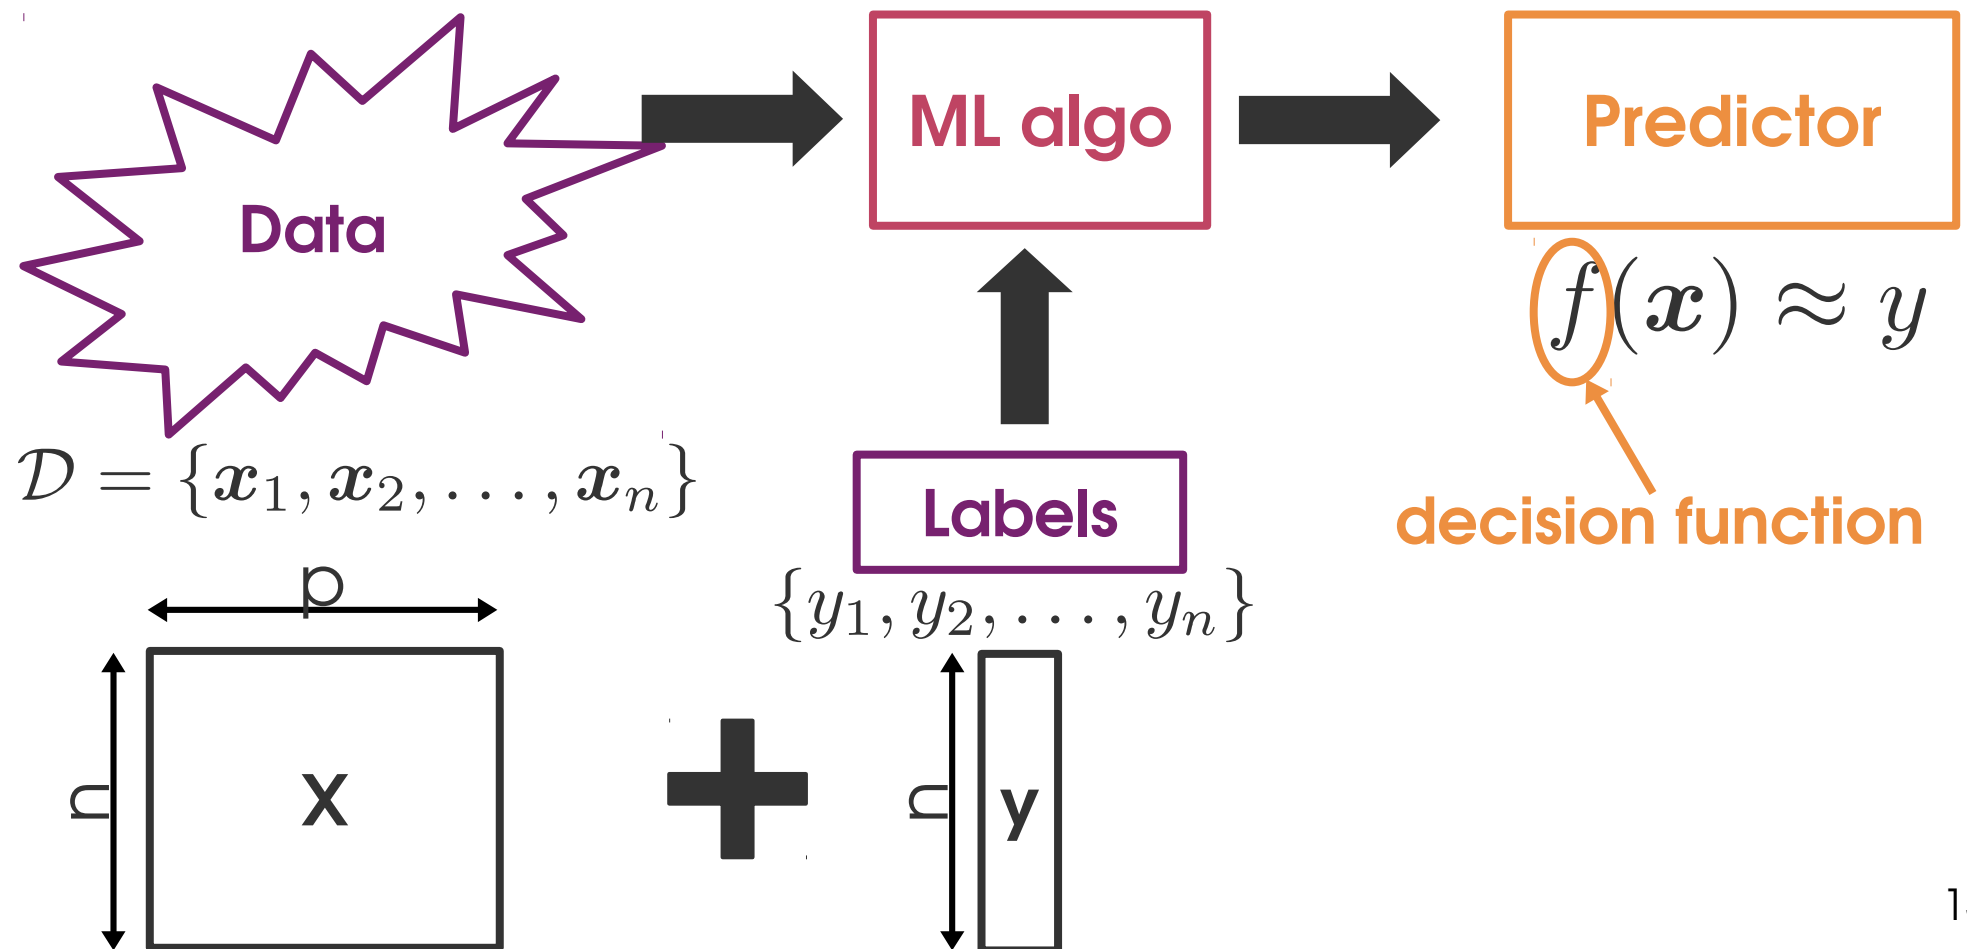 Data
ML algo
Predictor
f(x) ≈ y
D = {x₁, x₂, . . . , xₙ}
Labels
decision function
{y₁, y₂, . . . , yₙ}
p
n
X
n
y